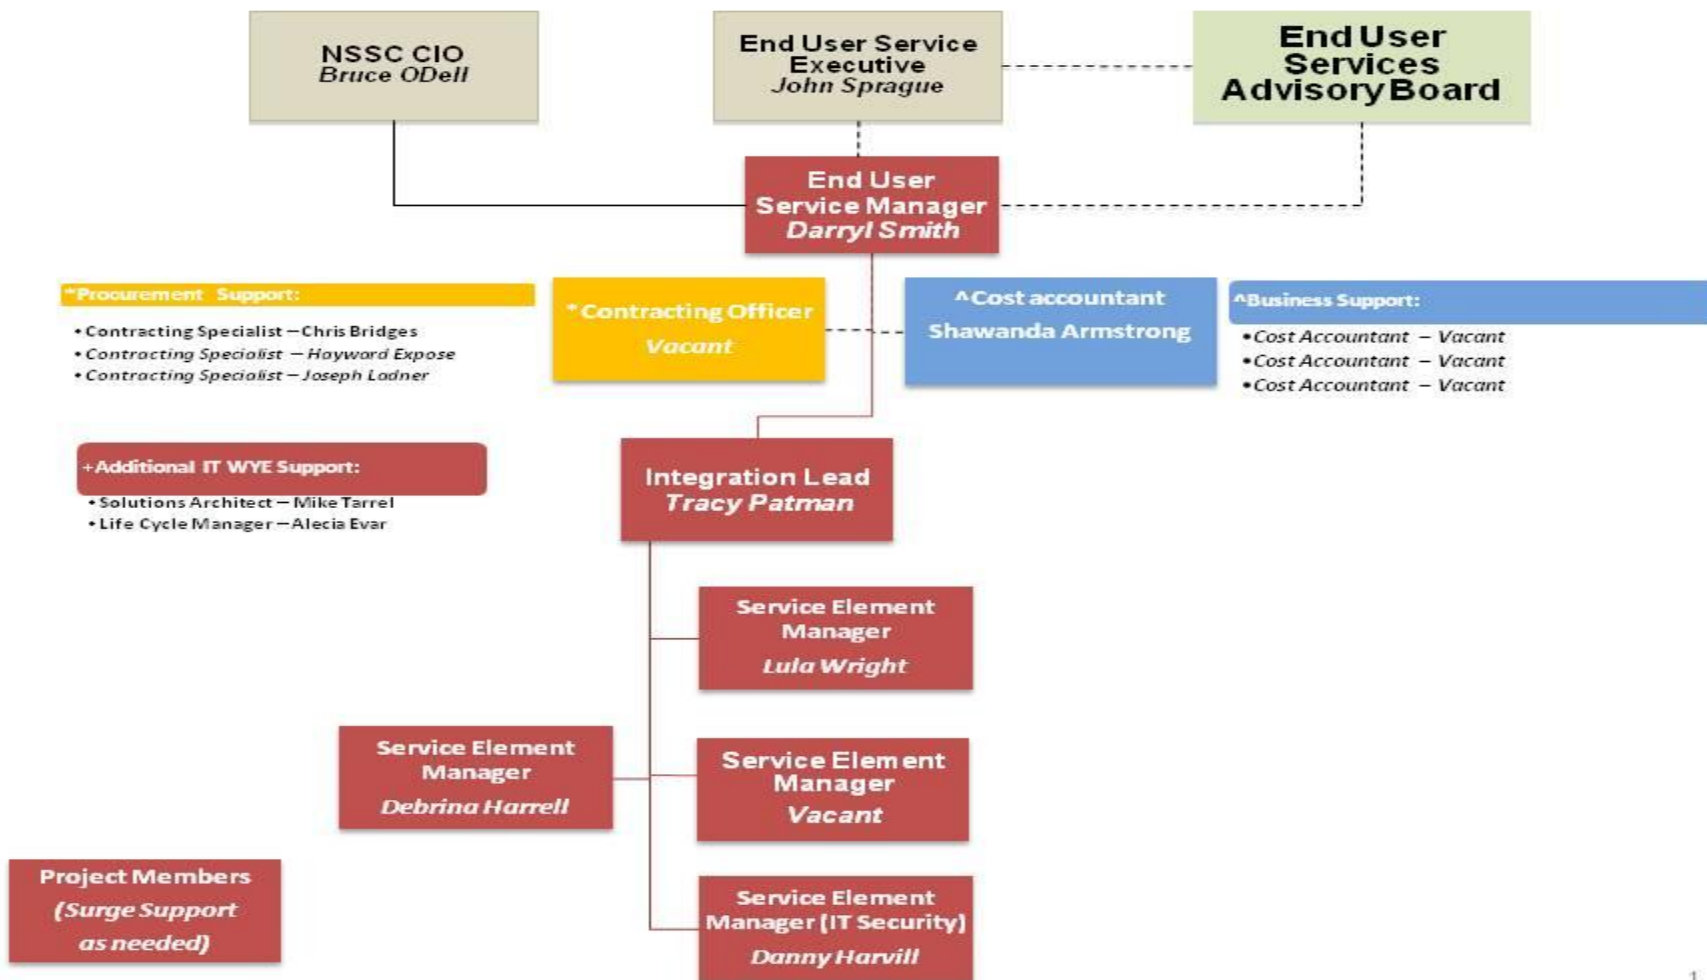 NSSC CIO
Bruce ODell
End User Service
Executive
John Sprague
End User
Services
Advisory Board
End User
Service Manager
Darryl Smith
*Procurement Support:
• Contracting Specialist – Chris Bridges
• Contracting Specialist – Hayward Expose
• Contracting Specialist – Joseph Ladner
*Contracting Officer
Vacant
^Cost accountant
Shawanda Armstrong
^Business Support:
• Cost Accountant – Vacant
• Cost Accountant – Vacant
• Cost Accountant – Vacant
+Additional IT WYE Support:
• Solutions Architect – Mike Tarrel
• Life Cycle Manager – Alecia Evar
Integration Lead
Tracy Patman
Service Element
Manager
Lula Wright
Service Element
Manager
Debrina Harrell
Service Element
Manager
Vacant
Project Members
(Surge Support
as needed)
Service Element
Manager (IT Security)
Danny Harvill
1